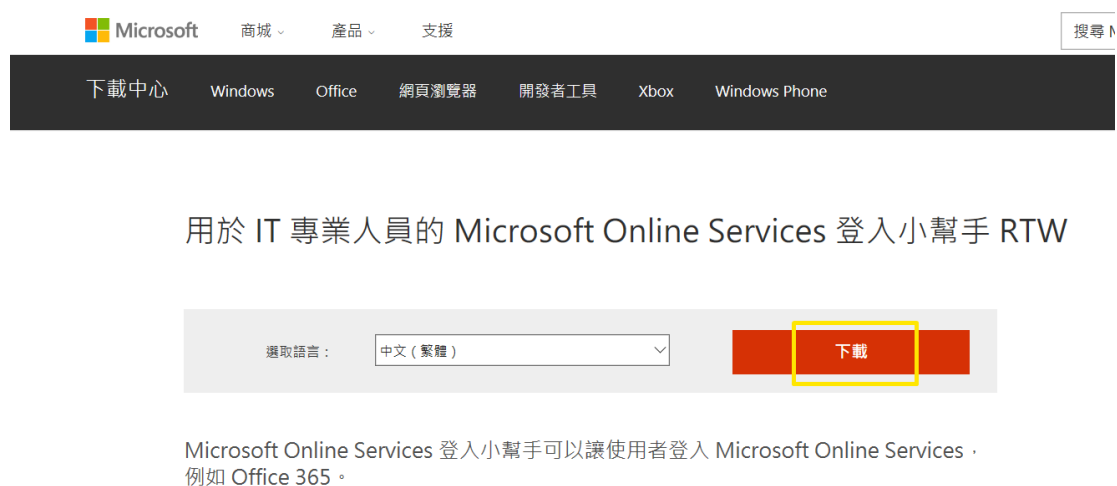 Microsoft 商城 產品 支援 搜尋 M
下載中心 Windows Office 網頁瀏覽器 開發者工具 Xbox Windows Phone
用於 IT 專業人員的 Microsoft Online Services 登入小幫手 RTW
選取語言： 中文（繁體） 下載
Microsoft Online Services 登入小幫手可以讓使用者登入 Microsoft Online Services，
例如 Office 365。